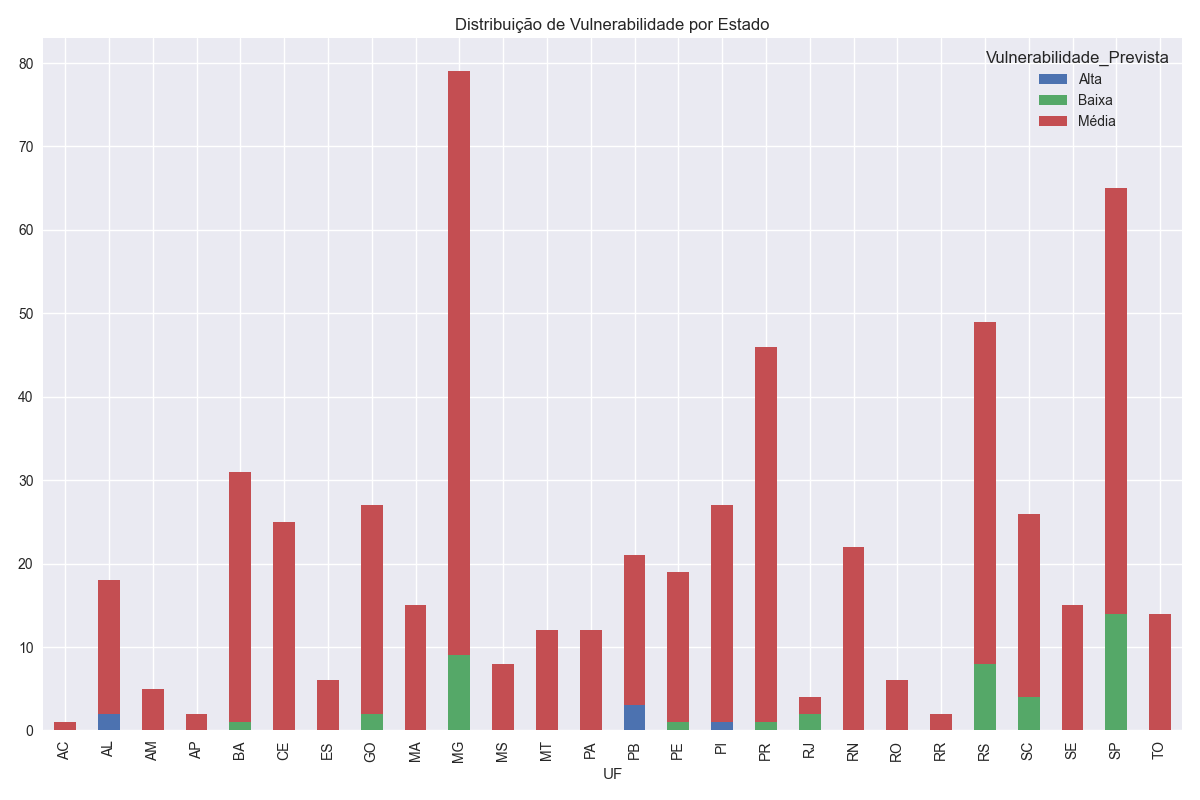 Distribuição de Vulnerabilidade por Estado
Vulnerabilidade_Prevista
Alta
Baixa
Média
80
70
60
50
40
30
20
10
0
AC AL AM AP BA CE ES GO MA MG MS MT PA PB PE PI PR RJ RN RO RR RS SC SE SP TO
UF